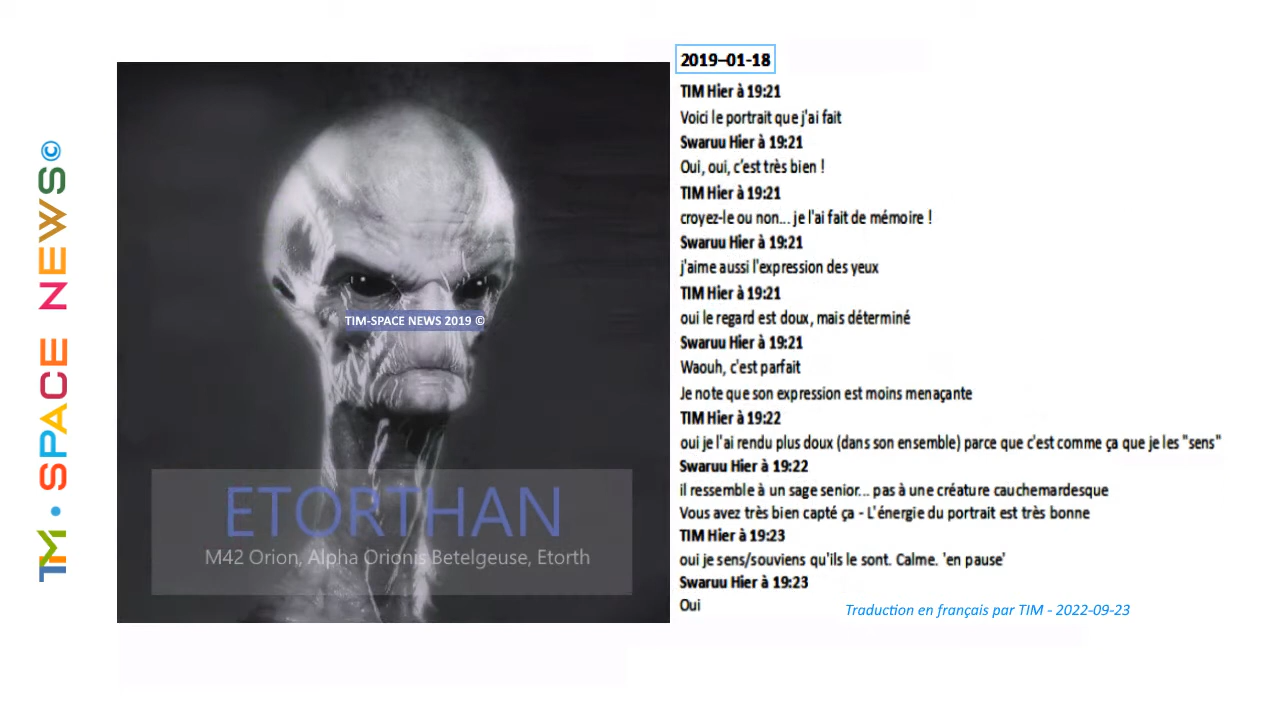 TIM • SPACE NEWS©
TIM-SPACE NEWS 2019 ©
ETORTHAN
M42 Orion, Alpha Orionis Betelgeuse, Etorth
2019–01-18
TIM Hier à 19:21
Voici le portrait que j'ai fait
Swaruu Hier à 19:21
Oui, oui, c'est très bien !
TIM Hier à 19:21
croyez-le ou non... je l'ai fait de mémoire !
Swaruu Hier à 19:21
j'aime aussi l'expression des yeux
TIM Hier à 19:21
oui le regard est doux, mais déterminé
Swaruu Hier à 19:21
Waouh, c'est parfait
Je note que son expression est moins menaçante
TIM Hier à 19:22
oui je l'ai rendu plus doux (dans son ensemble) parce que c'est comme ça que je les "sens"
Swaruu Hier à 19:22
il ressemble à un sage senior... pas à une créature cauchemardesque
Vous avez très bien capté ça - L'énergie du portrait est très bonne
TIM Hier à 19:23
oui je sens/souviens qu'ils le sont. Calme. 'en pause'
Swaruu Hier à 19:23
Oui
Traduction en français par TIM - 2022-09-23